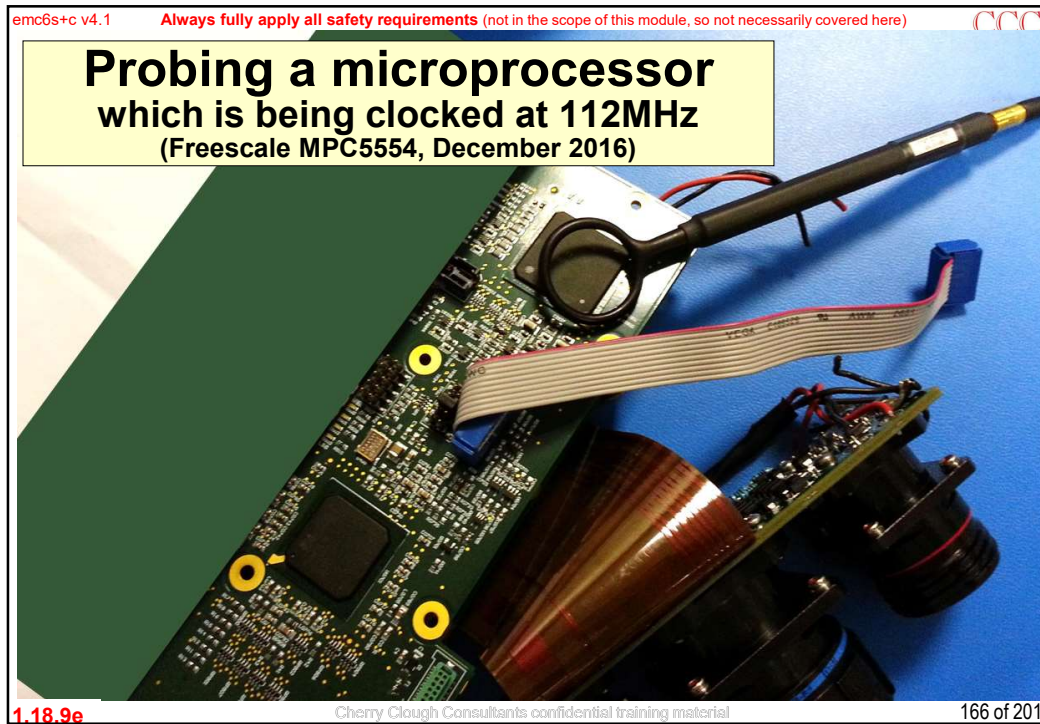 emc6s+c v4.1 Always fully apply all safety requirements (not in the scope of this module, so not necessarily covered here) CCC
Probing a microprocessor
which is being clocked at 112MHz
(Freescale MPC5554, December 2016)
1.18.9e Cherry Clough Consultants confidential training material 166 of 201